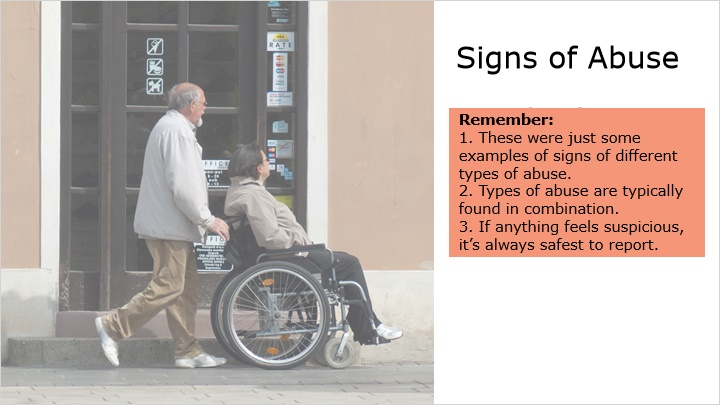 Signs of Abuse
Remember:
1. These were just some
examples of signs of different
types of abuse.
2. Types of abuse are typically
found in combination.
3. If anything feels suspicious,
it’s always safest to report.
RATE